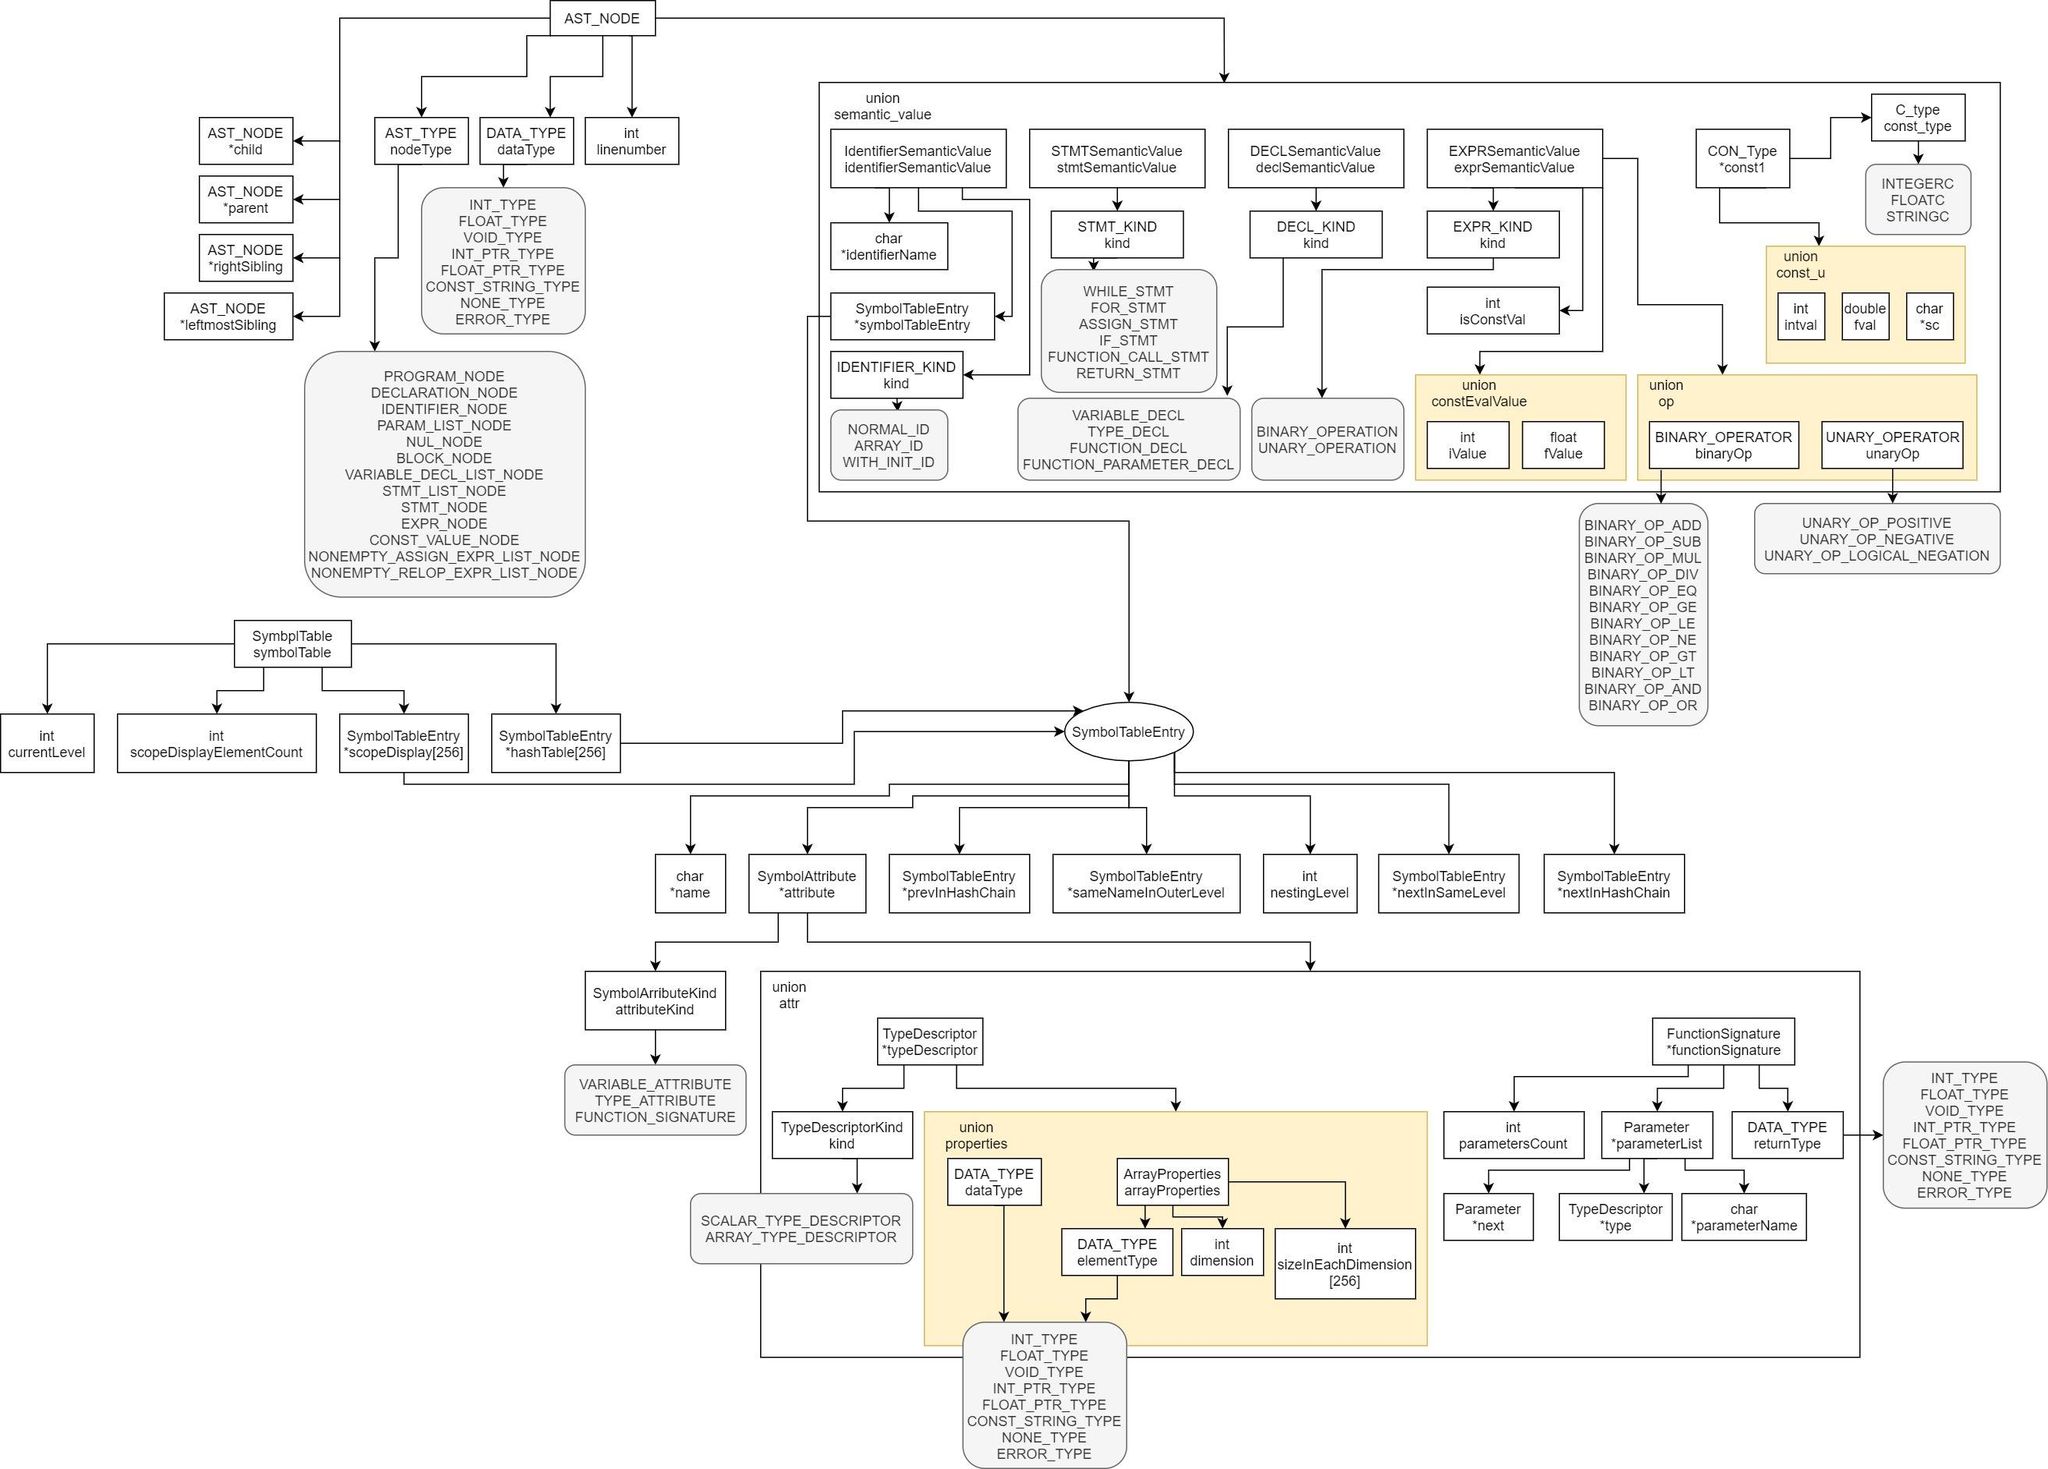 AST_NODE
AST_NODE
*child
AST_NODE
*parent
AST_NODE
*rightSibling
AST_NODE
*leftmostSibling
AST_TYPE
nodeType
DATA_TYPE
dataType
int
linenumber
INT_TYPE
FLOAT_TYPE
VOID_TYPE
INT_PTR_TYPE
FLOAT_PTR_TYPE
CONST_STRING_TYPE
NONE_TYPE
ERROR_TYPE
PROGRAM_NODE
DECLARATION_NODE
IDENTIFIER_NODE
PARAM_LIST_NODE
NUL_NODE
BLOCK_NODE
VARIABLE_DECL_LIST_NODE
STMT_LIST_NODE
STMT_NODE
EXPR_NODE
CONST_VALUE_NODE
NONEMPTY_ASSIGN_EXPR_LIST_NODE
NONEMPTY_RELOP_EXPR_LIST_NODE
union
semantic_value
IdentifierSemanticValue
identifierSemanticValue
char
*identifierName
SymbolTableEntry
*symbolTableEntry
IDENTIFIER_KIND
kind
NORMAL_ID
ARRAY_ID
WITH_INIT_ID
STMTSemanticValue
stmtSemanticValue
STMT_KIND
kind
WHILE_STMT
FOR_STMT
ASSIGN_STMT
IF_STMT
FUNCTION_CALL_STMT
RETURN_STMT
DECLSemanticValue
declSemanticValue
DECL_KIND
kind
VARIABLE_DECL
TYPE_DECL
FUNCTION_DECL
FUNCTION_PARAMETER_DECL
EXPRSemanticValue
exprSemanticValue
EXPR_KIND
kind
BINARY_OPERATION
UNARY_OPERATION
int
isConstVal
union
constEvalValue
int
iValue
float
fValue
union
op
BINARY_OPERATOR
binaryOp
UNARY_OPERATOR
unaryOp
BINARY_OP_ADD
BINARY_OP_SUB
BINARY_OP_MUL
BINARY_OP_DIV
BINARY_OP_EQ
BINARY_OP_GE
BINARY_OP_LE
BINARY_OP_NE
BINARY_OP_GT
BINARY_OP_LT
BINARY_OP_AND
BINARY_OP_OR
UNARY_OP_POSITIVE
UNARY_OP_NEGATIVE
UNARY_OP_LOGICAL_NEGATION
CON_Type
*const1
C_type
const_type
INTEGERC
FLOATC
STRINGC
union
const_u
int
intval
double
fval
char
*sc
SymbplTable
symbolTable
int
currentLevel
int
scopeDisplayElementCount
SymbolTableEntry
*scopeDisplay[256]
SymbolTableEntry
*hashTable[256]
SymbolTableEntry
char
*name
SymbolAttribute
*attribute
SymbolTableEntry
*prevInHashChain
SymbolTableEntry
*sameNameInOuterLevel
int
nestingLevel
SymbolTableEntry
*nextInSameLevel
SymbolTableEntry
*nextInHashChain
SymbolArributeKind
attributeKind
VARIABLE_ATTRIBUTE
TYPE_ATTRIBUTE
FUNCTION_SIGNATURE
union
attr
TypeDescriptor
*typeDescriptor
TypeDescriptorKind
kind
SCALAR_TYPE_DESCRIPTOR
ARRAY_TYPE_DESCRIPTOR
union
properties
DATA_TYPE
dataType
ArrayProperties
arrayProperties
DATA_TYPE
elementType
int
dimension
int
sizeInEachDimension
[256]
INT_TYPE
FLOAT_TYPE
VOID_TYPE
INT_PTR_TYPE
FLOAT_PTR_TYPE
CONST_STRING_TYPE
NONE_TYPE
ERROR_TYPE
FunctionSignature
*functionSignature
int
parametersCount
Parameter
*parameterList
DATA_TYPE
returnType
Parameter
*next
TypeDescriptor
*type
char
*parameterName
INT_TYPE
FLOAT_TYPE
VOID_TYPE
INT_PTR_TYPE
FLOAT_PTR_TYPE
CONST_STRING_TYPE
NONE_TYPE
ERROR_TYPE